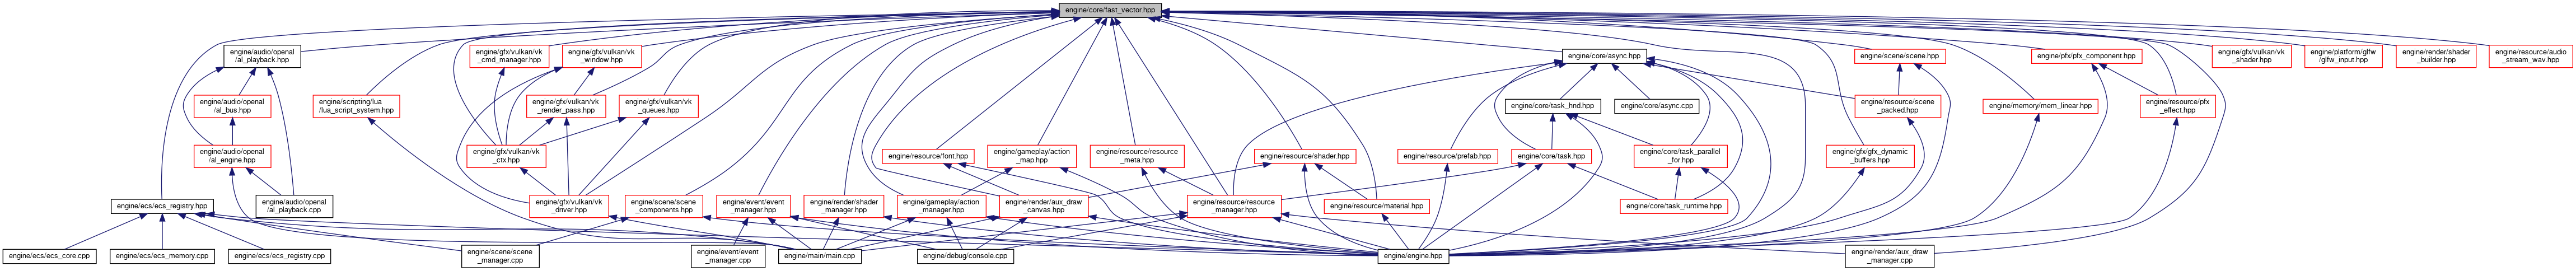 engine/core/fast_vector.hpp
engine/audio/openal
/al_playback.hpp
engine/gfx/vulkan/vk
_cmd_manager.hpp
engine/gfx/vulkan/vk
_window.hpp
engine/core/async.hpp
engine/scene/scene.hpp
engine/pfx/pfx_component.hpp
engine/gfx/vulkan/vk
_shader.hpp
engine/platform/glfw
/glfw_input.hpp
engine/render/shader
_builder.hpp
engine/resource/audio
_stream_wav.hpp
engine/audio/openal
/al_bus.hpp
engine/scripting/lua
/lua_script_system.hpp
engine/gfx/vulkan/vk
_render_pass.hpp
engine/gfx/vulkan/vk
_queues.hpp
engine/core/task_hnd.hpp
engine/core/async.cpp
engine/resource/scene
_packed.hpp
engine/memory/mem_linear.hpp
engine/resource/pfx
_effect.hpp
engine/audio/openal
/al_engine.hpp
engine/gfx/vulkan/vk
_ctx.hpp
engine/resource/font.hpp
engine/gameplay/action
_map.hpp
engine/resource/resource
_meta.hpp
engine/resource/shader.hpp
engine/resource/prefab.hpp
engine/core/task.hpp
engine/core/task_parallel
_for.hpp
engine/gfx/gfx_dynamic
_buffers.hpp
engine/ecs/ecs_registry.hpp
engine/audio/openal
/al_playback.cpp
engine/gfx/vulkan/vk
_driver.hpp
engine/scene/scene
_components.hpp
engine/event/event
_manager.hpp
engine/render/shader
_manager.hpp
engine/gameplay/action
_manager.hpp
engine/render/aux_draw
_canvas.hpp
engine/resource/resource
_manager.hpp
engine/resource/material.hpp
engine/core/task_runtime.hpp
engine/ecs/ecs_core.cpp
engine/ecs/ecs_memory.cpp
engine/ecs/ecs_registry.cpp
engine/scene/scene
_manager.cpp
engine/event/event
_manager.cpp
engine/main/main.cpp
engine/debug/console.cpp
engine/engine.hpp
engine/render/aux_draw
_manager.cpp